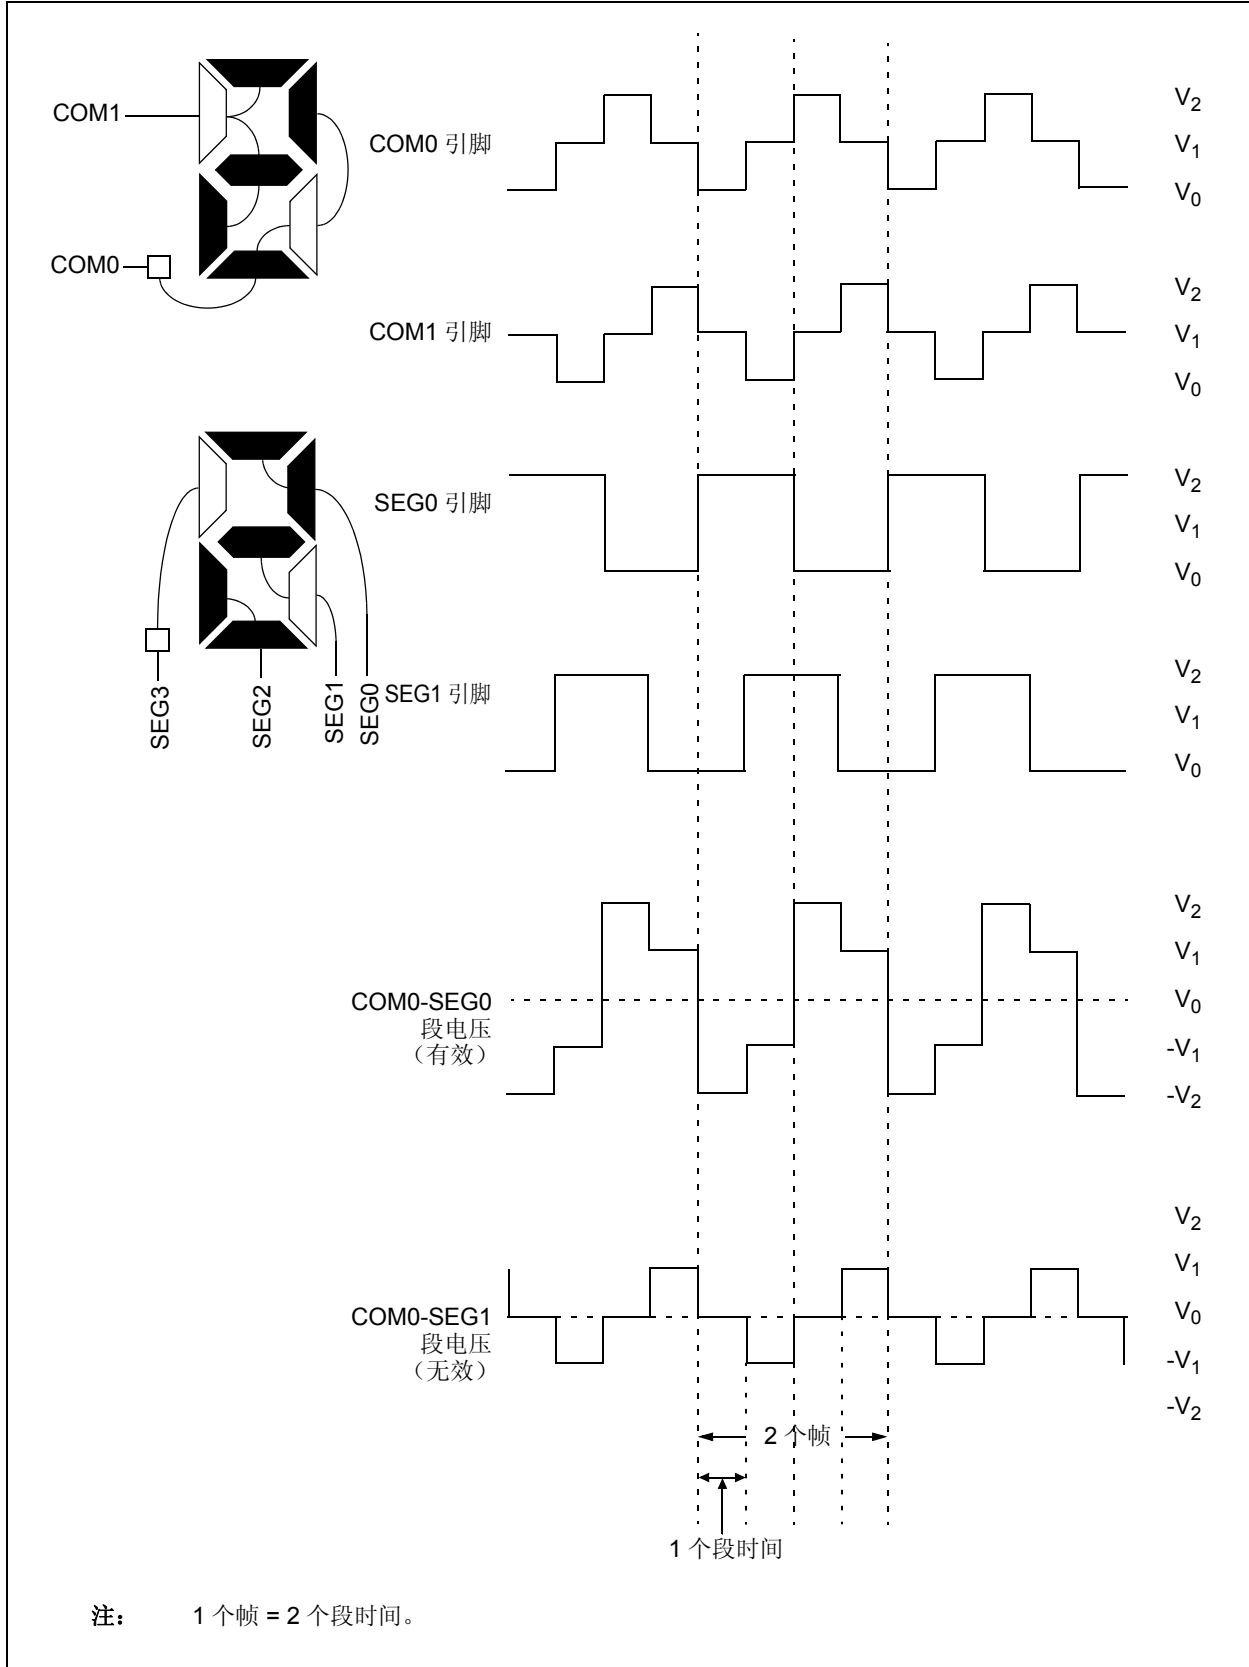 COM1
COM0
COM0 引脚
V2
V1
V0
COM1 引脚
V2
V1
V0
SEG0 引脚
V2
V1
V0
SEG3
SEG2
SEG1
SEG0
SEG1 引脚
V2
V1
V0
COM0-SEG0
段电压
（有效）
V2
V1
V0
-V1
-V2
COM0-SEG1
段电压
（无效）
V2
V1
V0
-V1
-V2
2 个帧
1 个段时间
注： 1 个帧 = 2 个段时间。